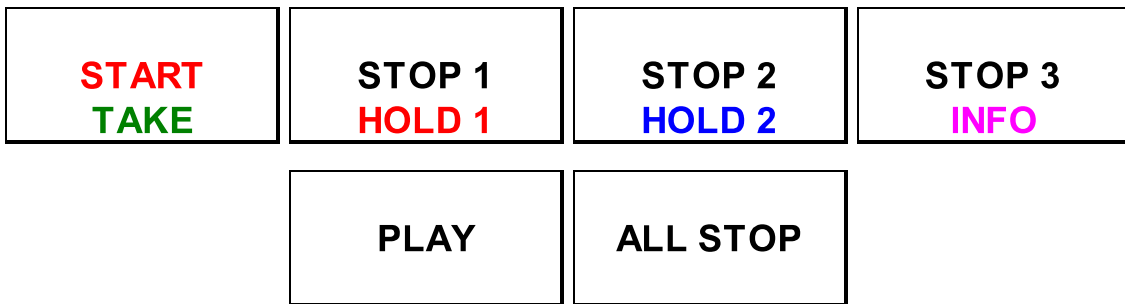 START
TAKE
STOP 1
HOLD 1
STOP 2
HOLD 2
STOP 3
INFO
PLAY
ALL STOP